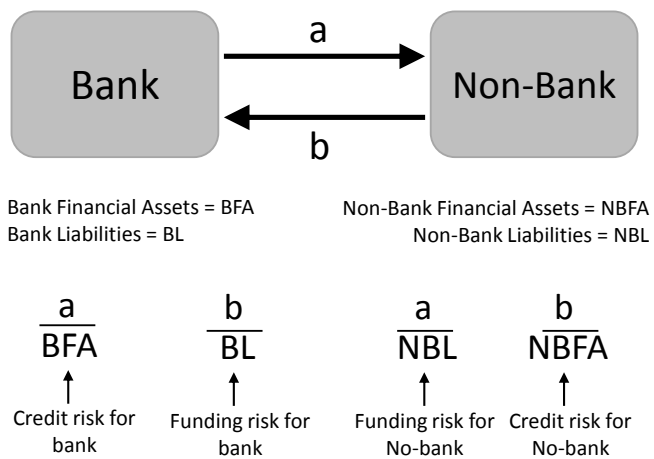 a
Bank
Non-Bank
b
Bank Financial Assets = BFA
Bank Liabilities = BL
Non-Bank Financial Assets = NBFA
Non-Bank Liabilities = NBL
a
BFA
b
BL
a
NBL
b
NBFA
Credit risk for
bank
Funding risk for
bank
Funding risk for
No-bank
Credit risk for
No-bank